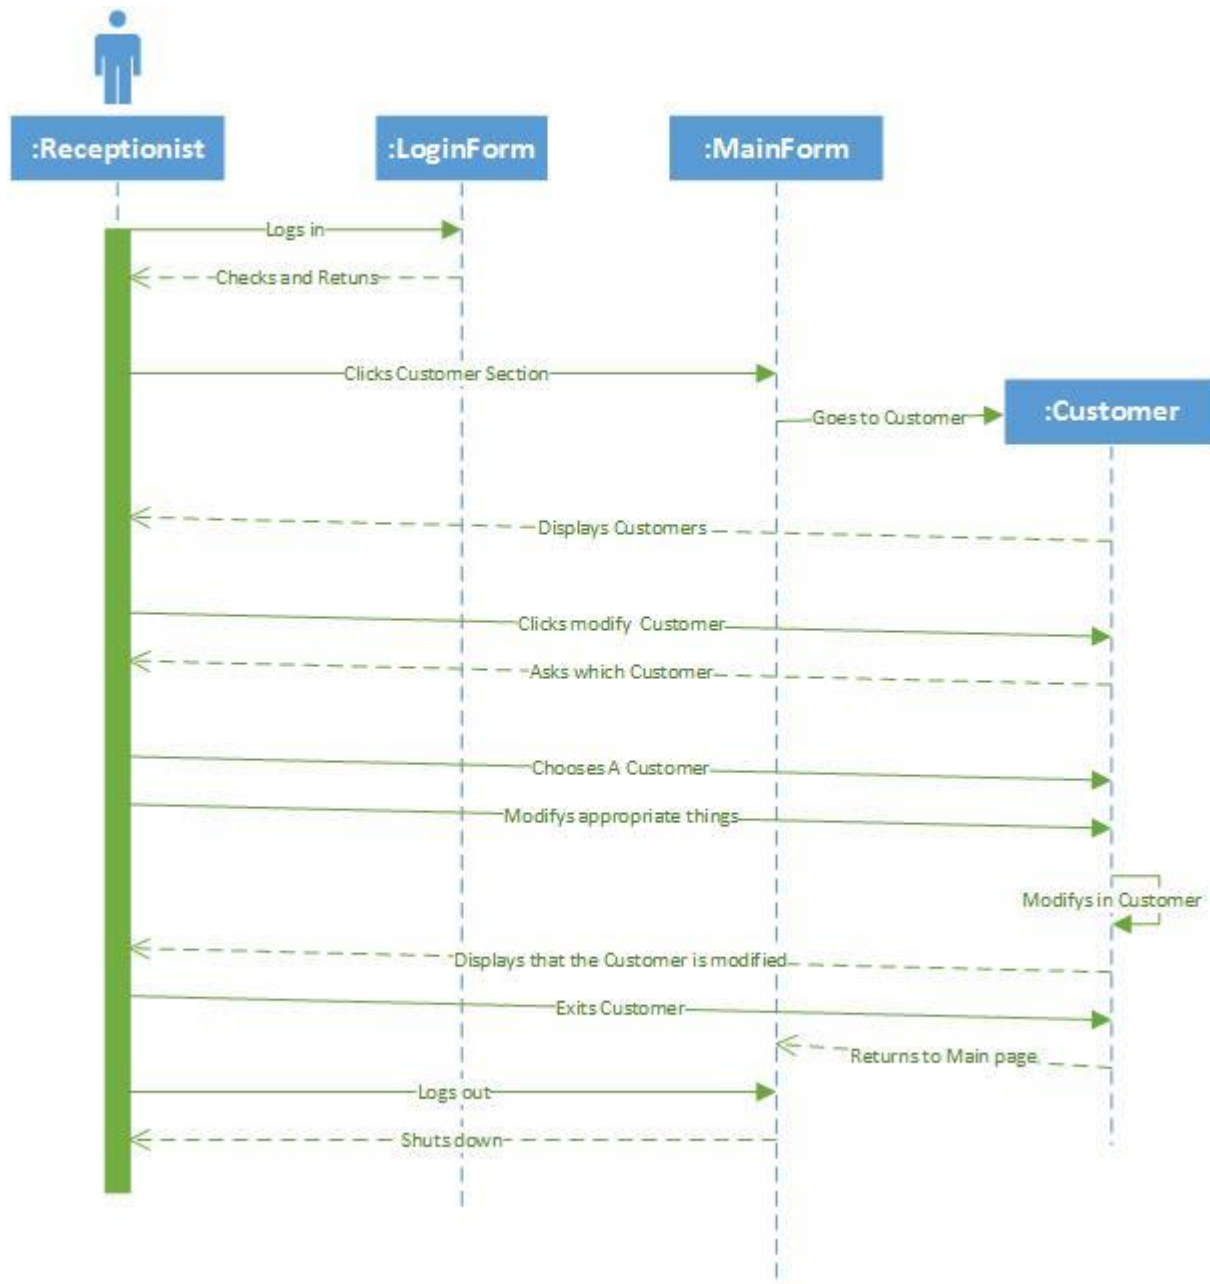 :Receptionist
:LoginForm
:MainForm
Logs in
Checks and Retuns
Clicks Customer Section
:Customer
Goes to Customer
Displays Customers
Clicks modify Customer
Asks which Customer
Chooses A Customer
Modifys appropriate things
Modifys in Customer
Displays that the Customer is modified
Exits Customer
Returns to Main page
Logs out
Shuts down